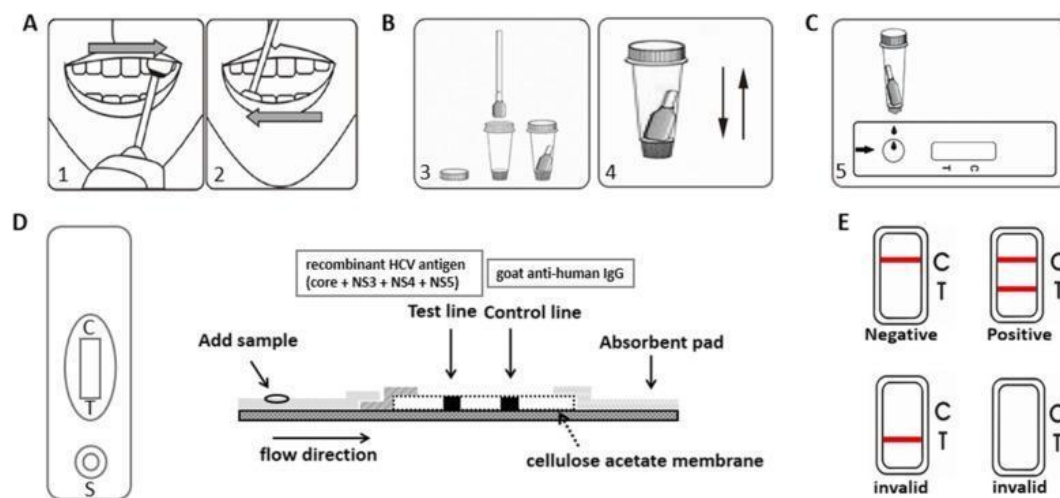 A
1
2
B
3
4
C
5
T
C
D
C
T
S
recombinant HCV antigen
(core + NS3 + NS4 + NS5)
goat anti-human IgG
Test line
Control line
Add sample
Absorbent pad
flow direction
cellulose acetate membrane
E
C
T
Negative
C
T
Positive
C
T
invalid
C
T
invalid